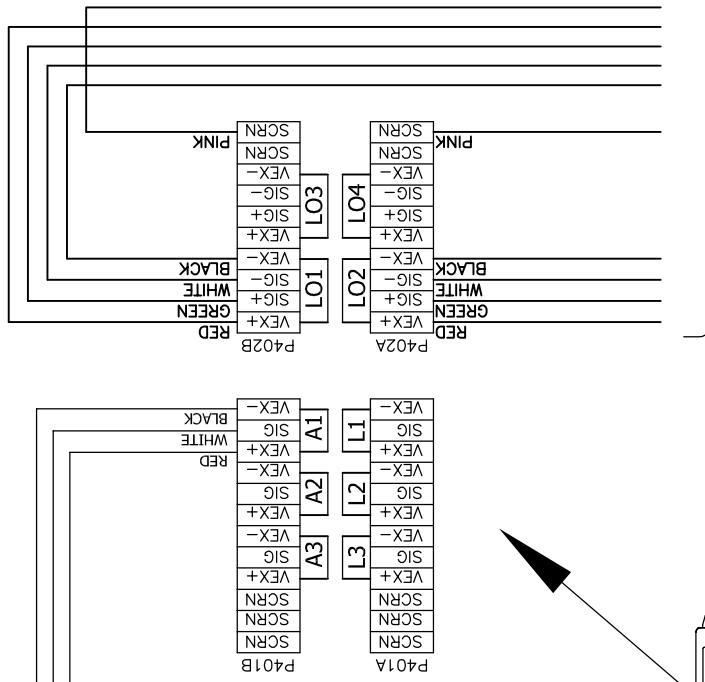 PINK SCRN SCRN PINK
SCRN SCRN
VEX− VEX−
SIG− LO3 LO4 SIG−
SIG+ SIG+
VEX+ VEX+
BLACK VEX− VEX− BLACK
WHITE SIG− LO1 LO2 SIG− WHITE
GREEN SIG+ SIG+ GREEN
RED VEX+ VEX+ RED
P402B P402A
BLACK VEX− VEX−
WHITE SIG A1 L1 SIG
RED VEX+ VEX+
VEX− VEX−
SIG A2 L2 SIG
VEX+ VEX+
VEX− VEX−
SIG A3 L3 SIG
VEX+ VEX+
SCRN SCRN
SCRN SCRN
SCRN SCRN
P401B P401A